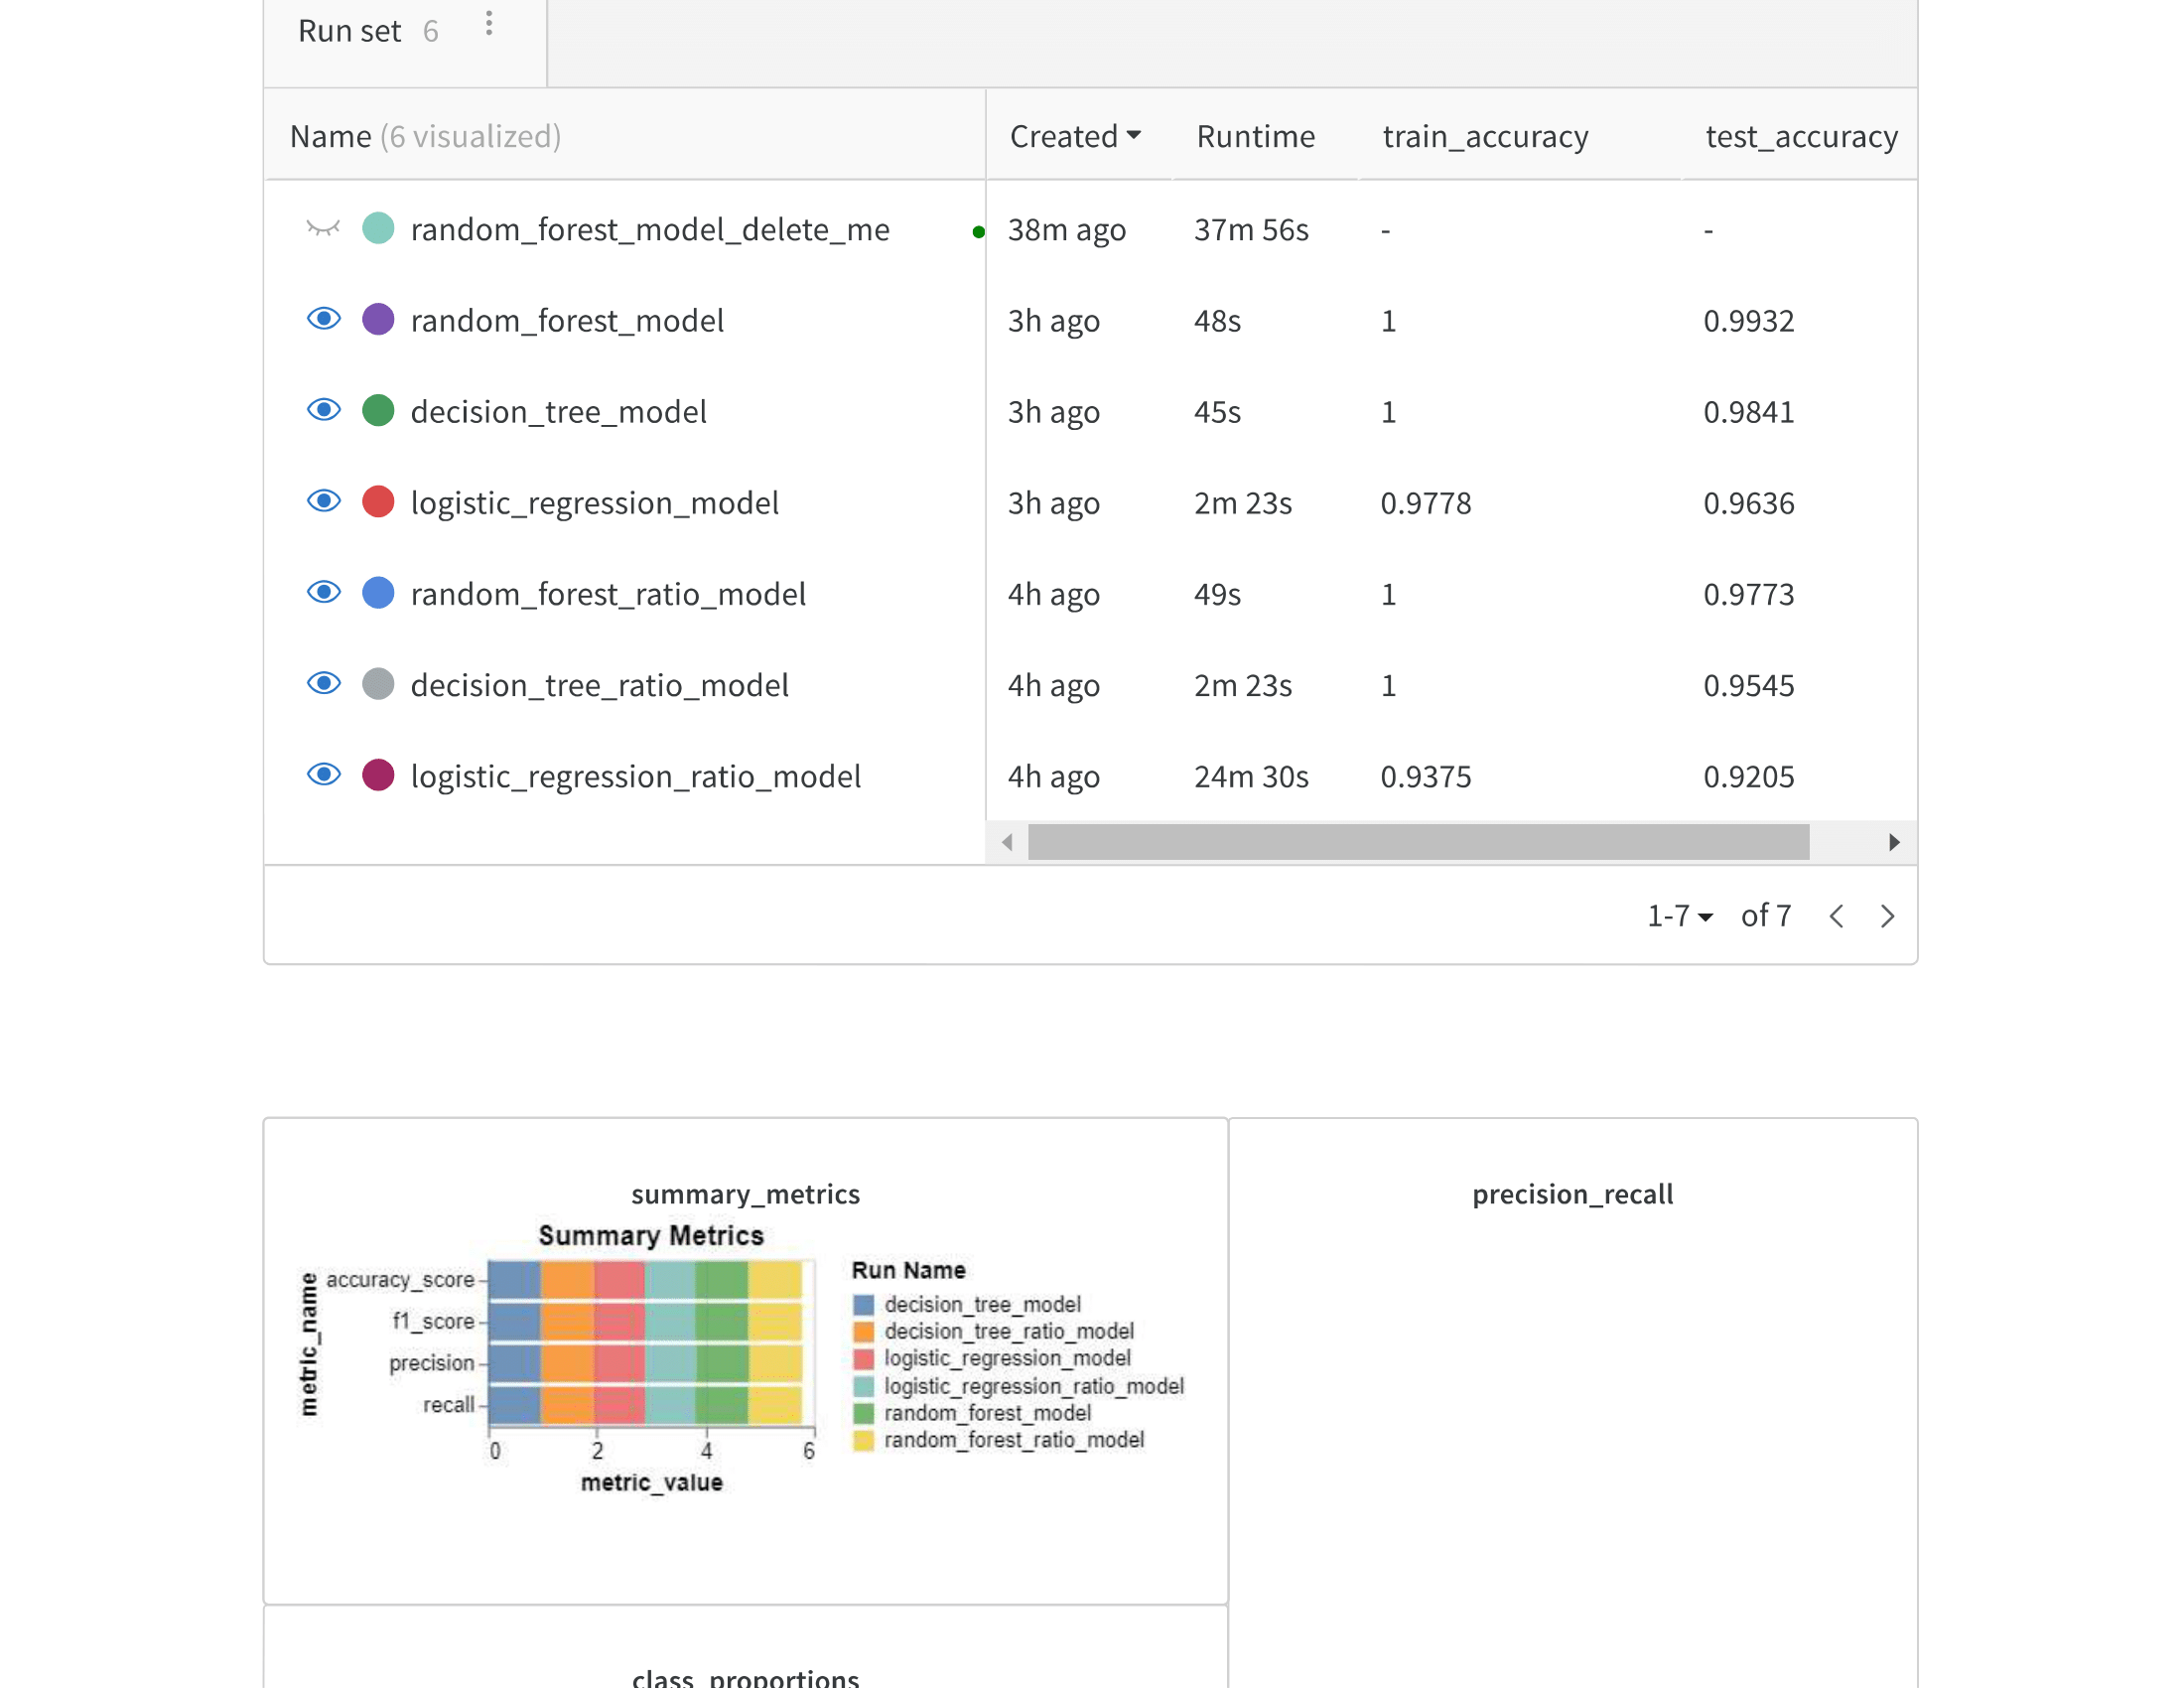 Run set 6
Name (6 visualized) Created Runtime train_accuracy test_accuracy
random_forest_model_delete_me 38m ago 37m 56s - -
random_forest_model 3h ago 48s 1 0.9932
decision_tree_model 3h ago 45s 1 0.9841
logistic_regression_model 3h ago 2m 23s 0.9778 0.9636
random_forest_ratio_model 4h ago 49s 1 0.9773
decision_tree_ratio_model 4h ago 2m 23s 1 0.9545
logistic_regression_ratio_model 4h ago 24m 30s 0.9375 0.9205
1-7 of 7
summary_metrics
Summary Metrics
metric_name
accuracy_score
f1_score
precision
recall
0 2 4 6
metric_value
Run Name
decision_tree_model
decision_tree_ratio_model
logistic_regression_model
logistic_regression_ratio_model
random_forest_model
random_forest_ratio_model
precision_recall
class_proportions